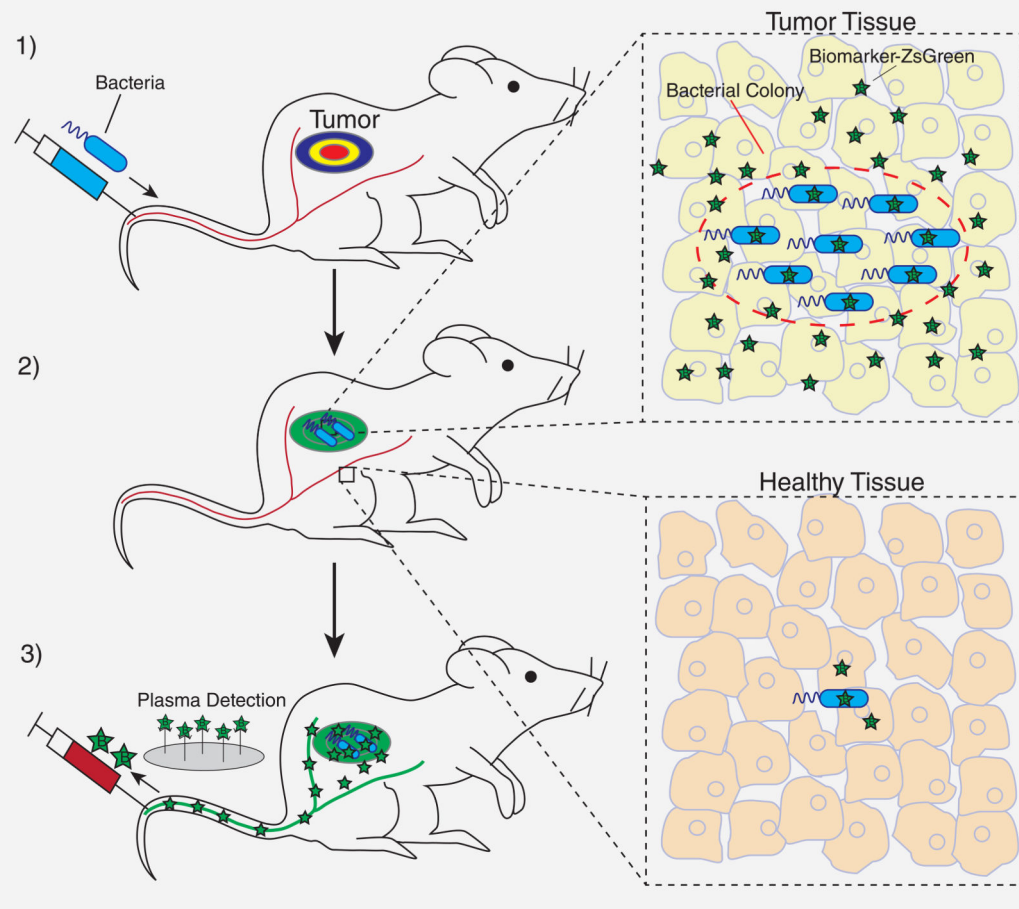 1)
Bacteria
Tumor
Tumor Tissue
Biomarker-ZsGreen
Bacterial Colony
2)
Healthy Tissue
3)
Plasma Detection